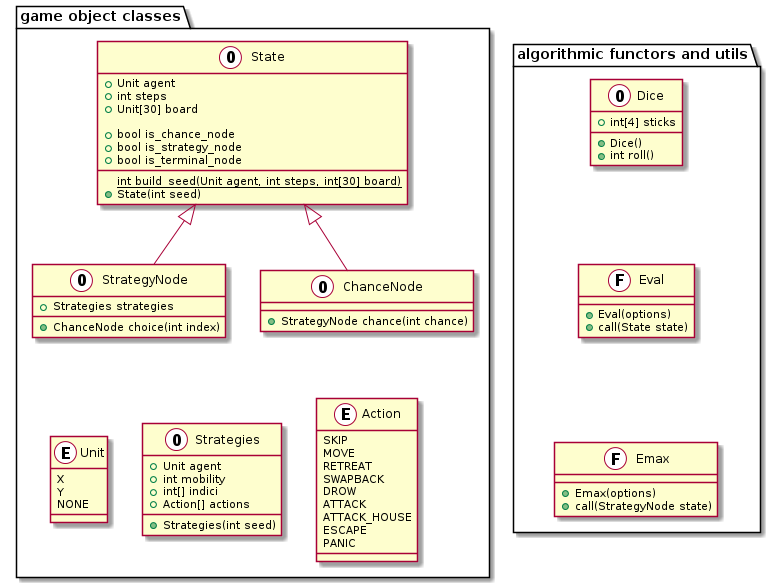 game object classes
O State
Unit agent
int steps
Unit[30] board
bool is_chance_node
bool is_strategy_node
bool is_terminal_node
int build_seed(Unit agent, int steps, int[30] board)
State(int seed)
O StrategyNode
Strategies strategies
ChanceNode choice(int index)
O ChanceNode
StrategyNode chance(int chance)
E Unit
X
Y
NONE
O Strategies
Unit agent
int mobility
int[] indici
Action[] actions
Strategies(int seed)
E Action
SKIP
MOVE
RETREAT
SWAPBACK
DROW
ATTACK
ATTACK_HOUSE
ESCAPE
PANIC
algorithmic functors and utils
O Dice
int[4] sticks
Dice()
int roll()
F Eval
Eval(options)
call(State state)
F Emax
Emax(options)
call(StrategyNode state)